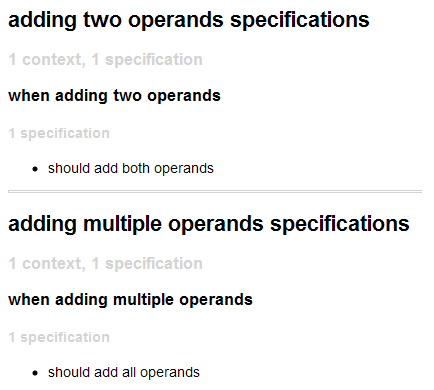 adding two operands specifications
1 context, 1 specification
when adding two operands
1 specification
should add both operands
adding multiple operands specifications
1 context, 1 specification
when adding multiple operands
1 specification
should add all operands